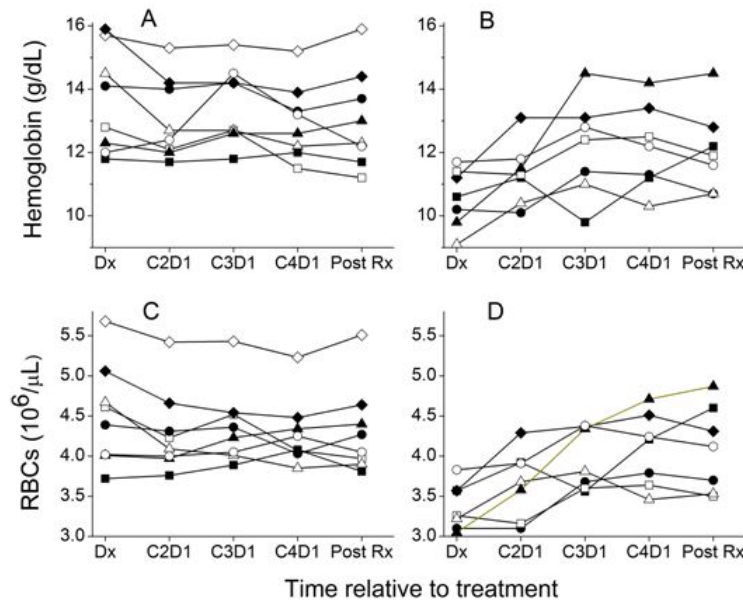 A
B
Hemoglobin (g/dL)
16
14
12
10
16
14
12
10
Dx C2D1 C3D1 C4D1 Post Rx
Dx C2D1 C3D1 C4D1 Post Rx
C
D
RBCs (10⁶/µL)
5.5
5.0
4.5
4.0
3.5
3.0
5.5
5.0
4.5
4.0
3.5
3.0
Dx C2D1 C3D1 C4D1 Post Rx
Dx C2D1 C3D1 C4D1 Post Rx
Time relative to treatment